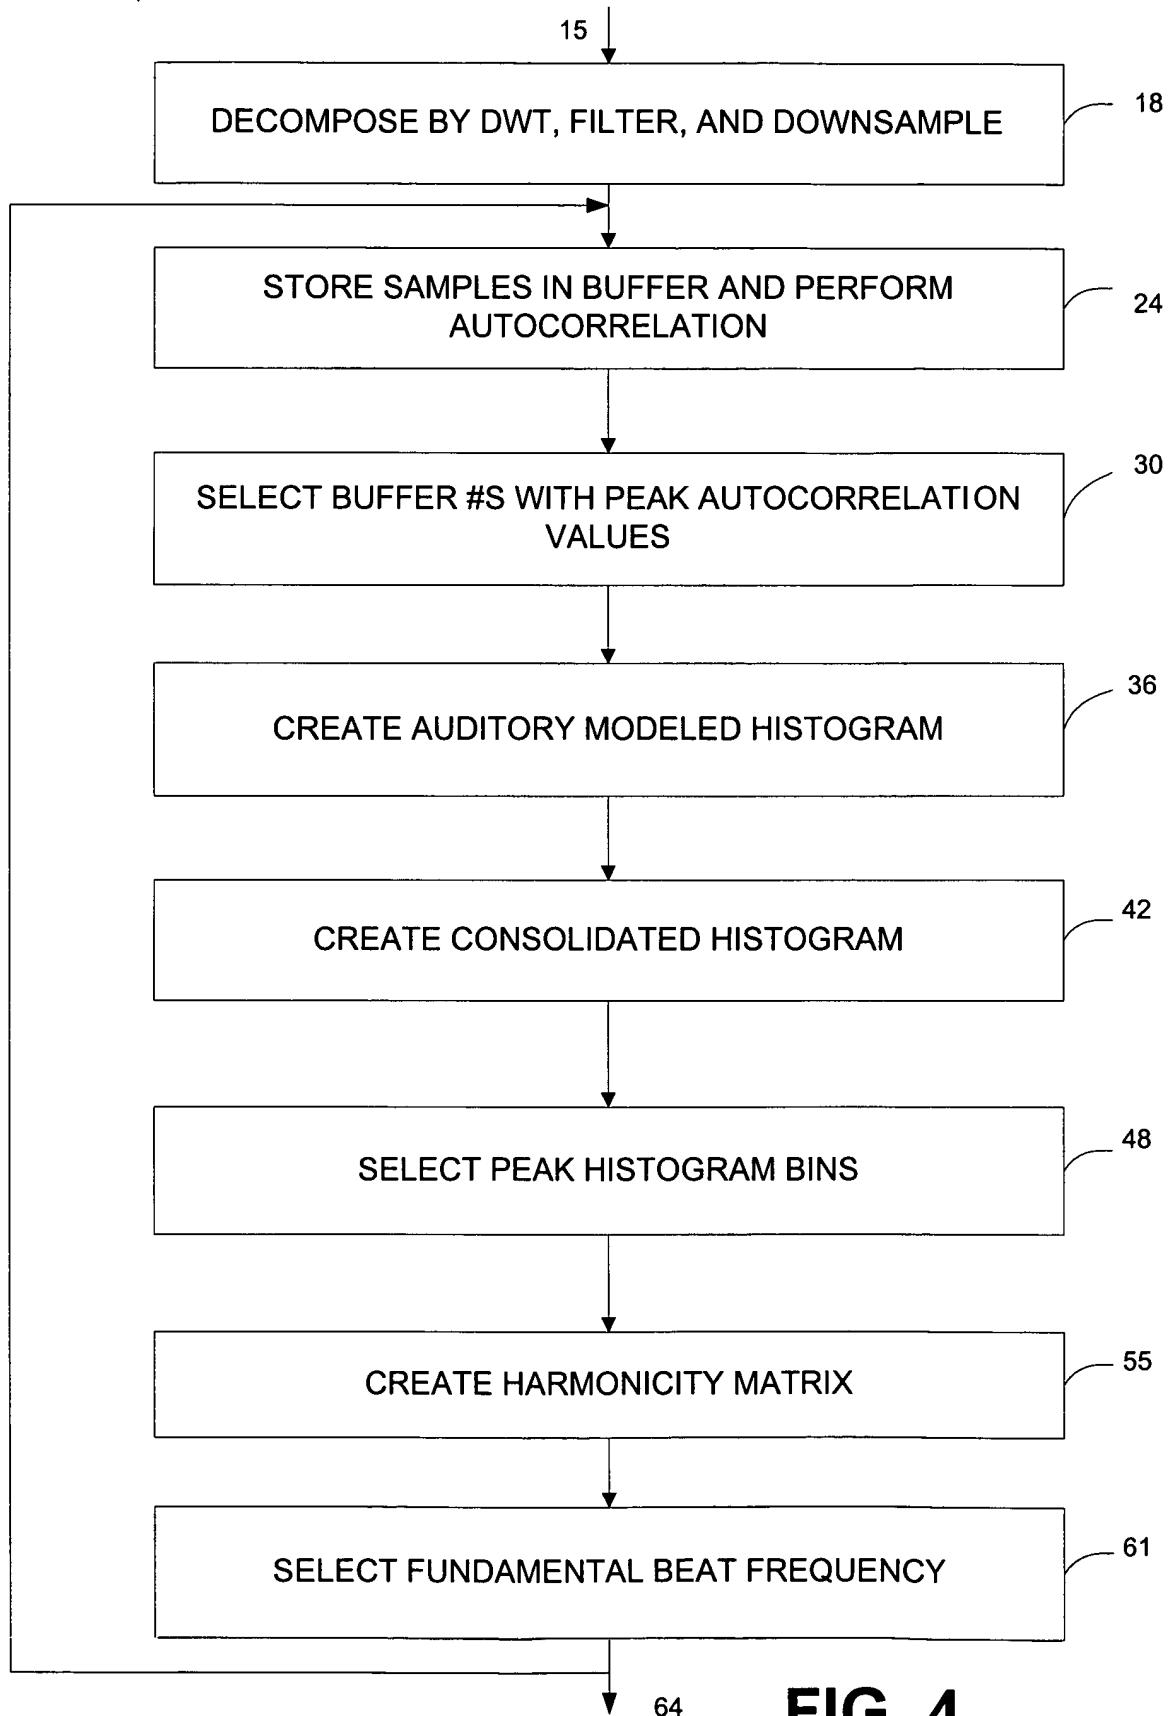 15
DECOMPOSE BY DWT, FILTER, AND DOWNSAMPLE
18
STORE SAMPLES IN BUFFER AND PERFORM
AUTOCORRELATION
24
SELECT BUFFER #S WITH PEAK AUTOCORRELATION
VALUES
30
CREATE AUDITORY MODELED HISTOGRAM
36
CREATE CONSOLIDATED HISTOGRAM
42
SELECT PEAK HISTOGRAM BINS
48
CREATE HARMONICITY MATRIX
55
SELECT FUNDAMENTAL BEAT FREQUENCY
61
64
FIG. 4